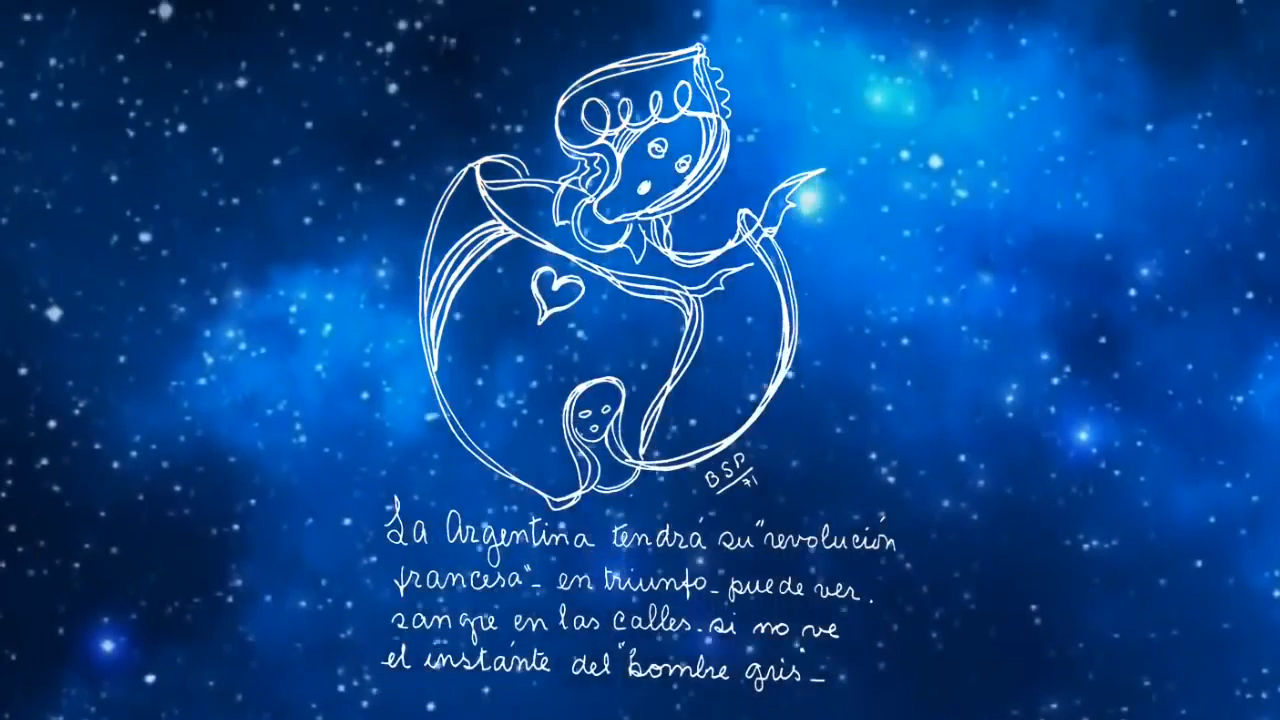 BSP
71
La Argentina tendrá su "revolución
francesa"- en triunfo- puede ver.
sangre en las calles. si no ve
el instante del "hombre gris"-